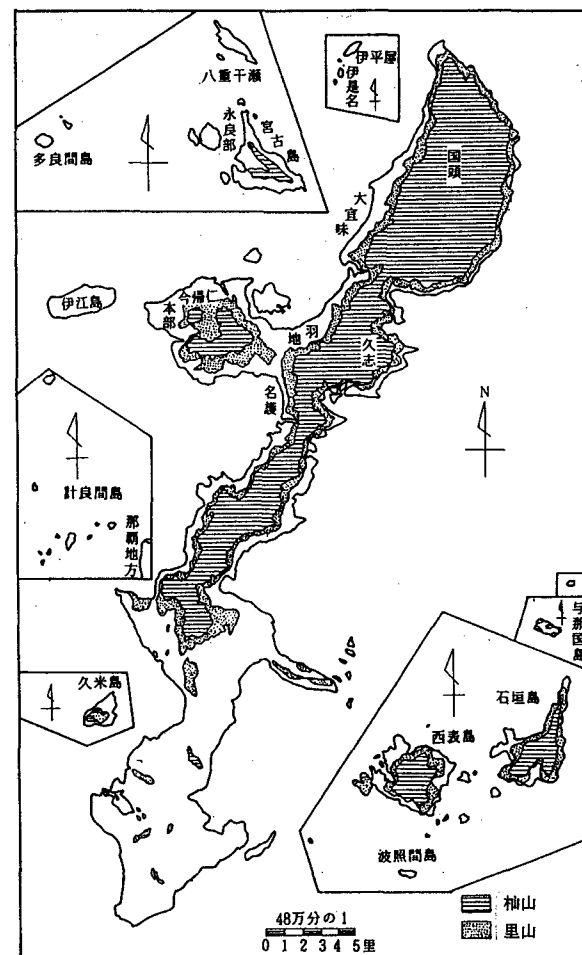 八重干瀬
多良間島
永良部
宮古島
伊平屋
伊是名
国頭
大宜味
伊江島
今帰仁
本部
羽地
久志
名護
N
計良間島
那覇地方
与那国島
久米島
石垣島
西表島
波照間島
48万分の1
0 1 2 3 4 5里
杣山
里山